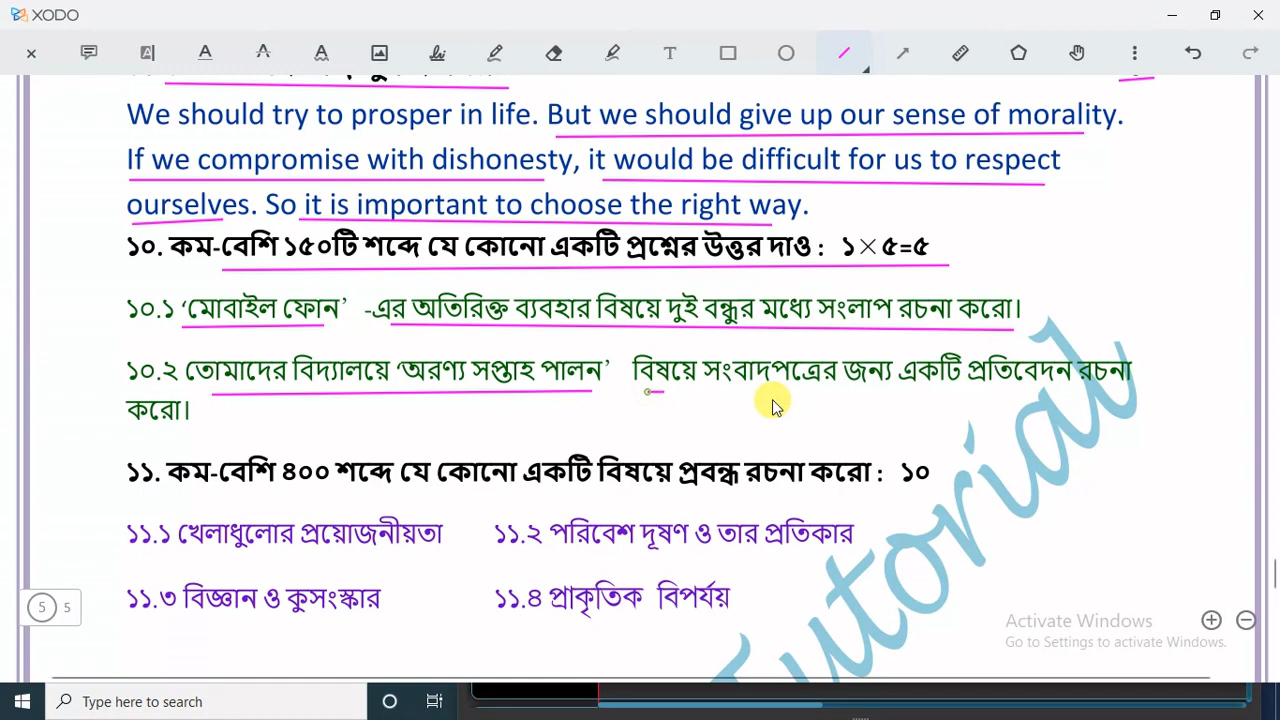 XODO
We should try to prosper in life. But we should give up our sense of morality.
If we compromise with dishonesty, it would be difficult for us to respect
ourselves. So it is important to choose the right way.
১০. কম-বেশি ১৫০টি শব্দে যে কোনো একটি প্রশ্নের উত্তর দাও : ১×৫=৫
১০.১ ‘মোবাইল ফোন’ -এর অতিরিক্ত ব্যবহার বিষয়ে দুই বন্ধুর মধ্যে সংলাপ রচনা করো।
১০.২ তোমাদের বিদ্যালয়ে ‘অরণ্য সপ্তাহ পালন’ বিষয়ে সংবাদপত্রের জন্য একটি প্রতিবেদন রচনা
করো।
১১. কম-বেশি ৪০০ শব্দে যে কোনো একটি বিষয়ে প্রবন্ধ রচনা করো : ১০
১১.১ খেলাধুলোর প্রয়োজনীয়তা ১১.২ পরিবেশ দূষণ ও তার প্রতিকার
১১.৩ বিজ্ঞান ও কুসংস্কার ১১.৪ প্রাকৃতিক বিপর্যয়
5 5
Tutorial
Activate Windows
Go to Settings to activate Windows.
Type here to search